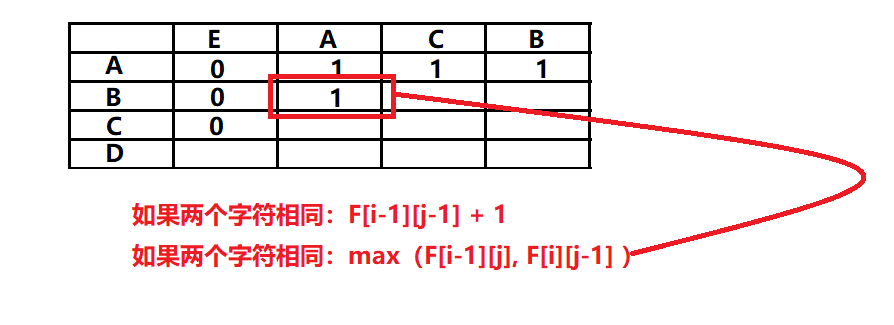 E A C B
A 0 1 1 1
B 0 1
C 0
D
如果两个字符相同：F[i-1][j-1] + 1
如果两个字符相同：max（F[i-1][j], F[i][j-1] ）